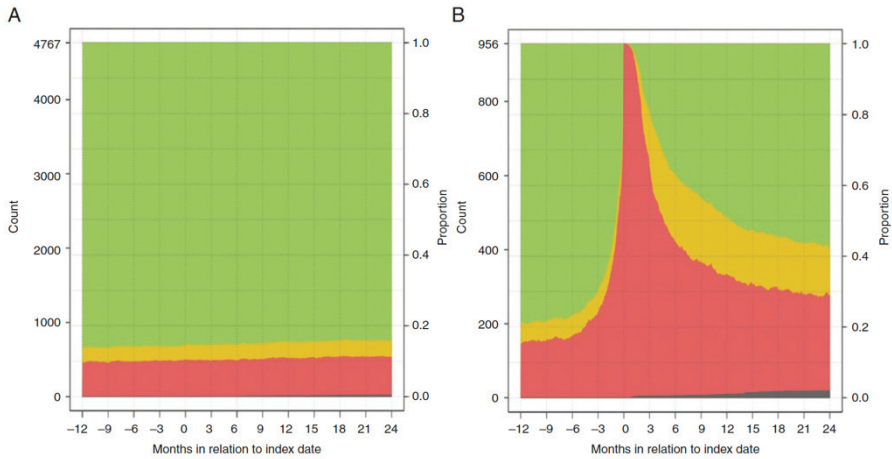 A
4767
4000
3000
2000
1000
0
Count
1.0
0.8
0.6
0.4
0.2
0.0
Proportion
−12 −9 −6 −3 0 3 6 9 12 15 18 21 24
Months in relation to index date
B
956
800
600
400
200
0
Count
1.0
0.8
0.6
0.4
0.2
0.0
Proportion
−12 −9 −6 −3 0 3 6 9 12 15 18 21 24
Months in relation to index date